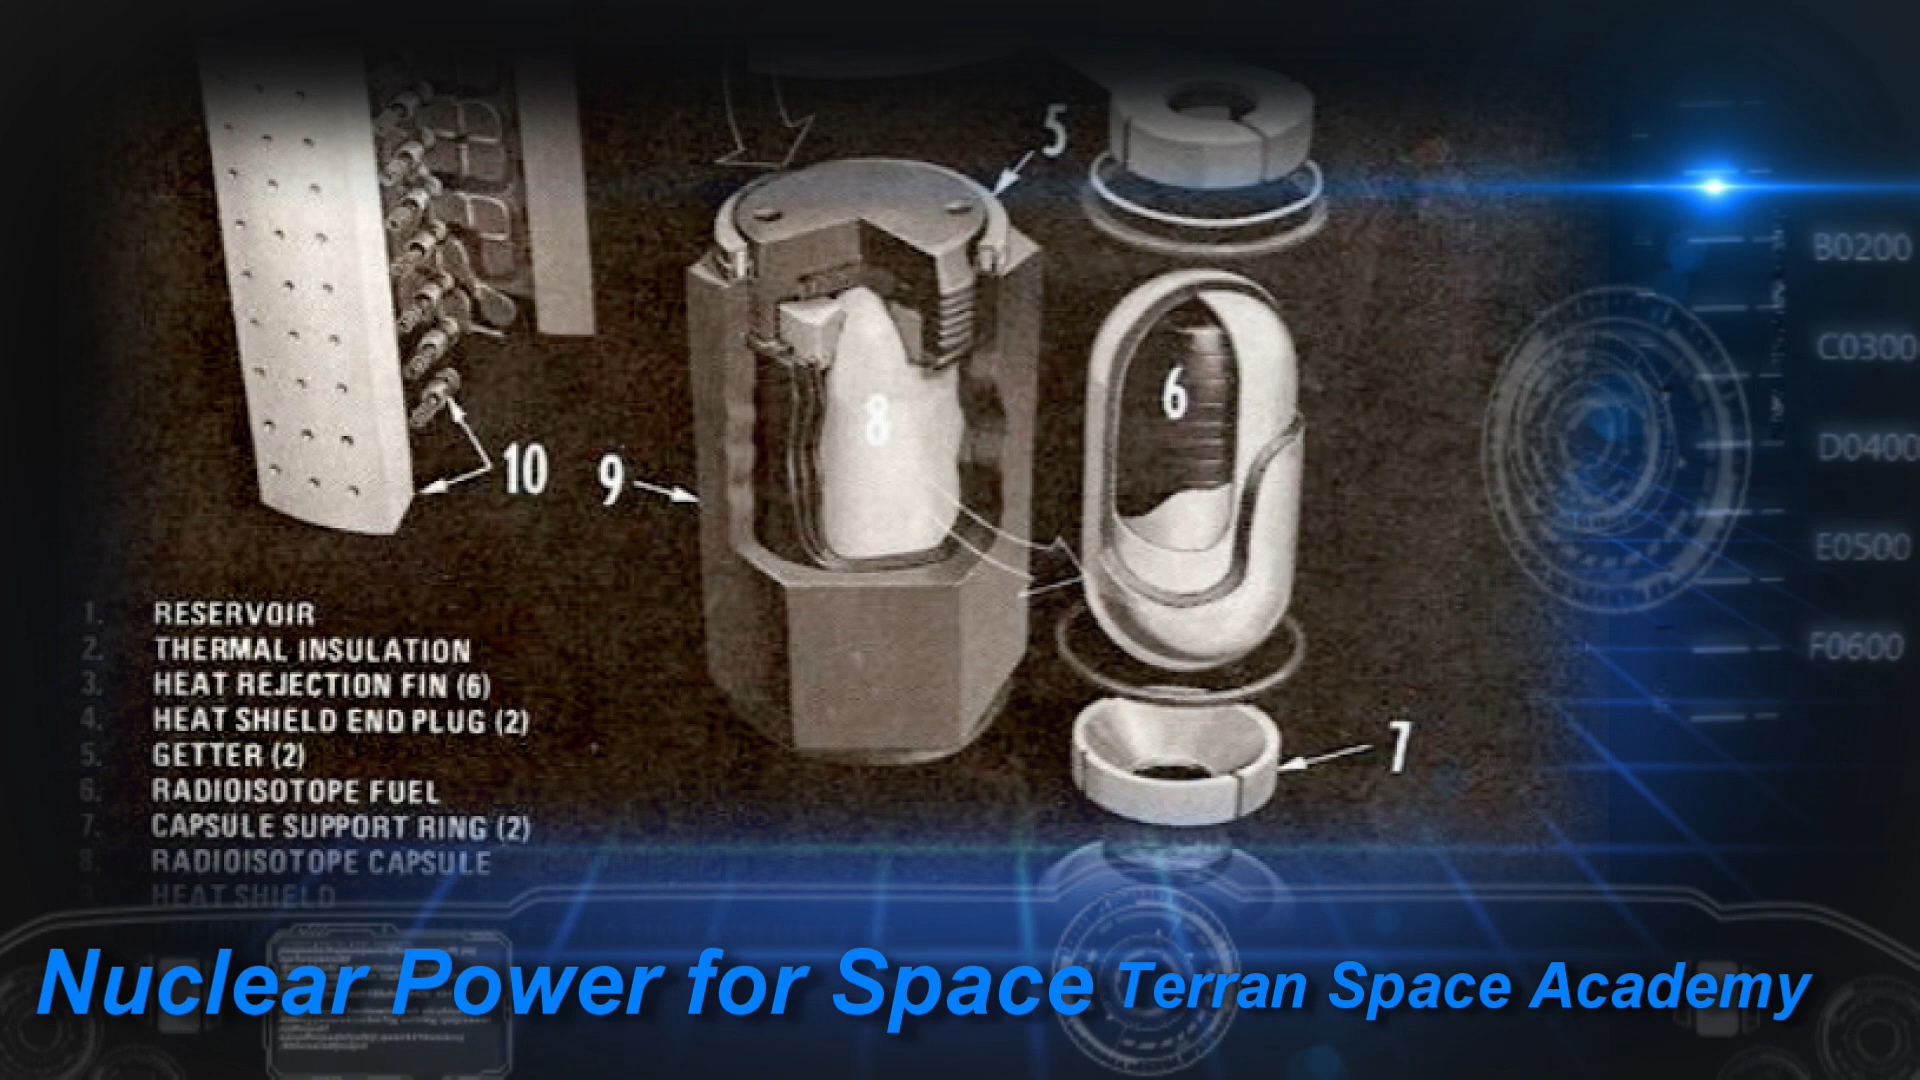 5
6
8
10
9
7
1. RESERVOIR
2. THERMAL INSULATION
3. HEAT REJECTION FIN (6)
4. HEAT SHIELD END PLUG (2)
5. GETTER (2)
6. RADIOISOTOPE FUEL
7. CAPSULE SUPPORT RING (2)
8. RADIOISOTOPE CAPSULE
9. HEAT SHIELD
B0200
C0300
D0400
E0500
F0600
Nuclear Power for Space Terran Space Academy